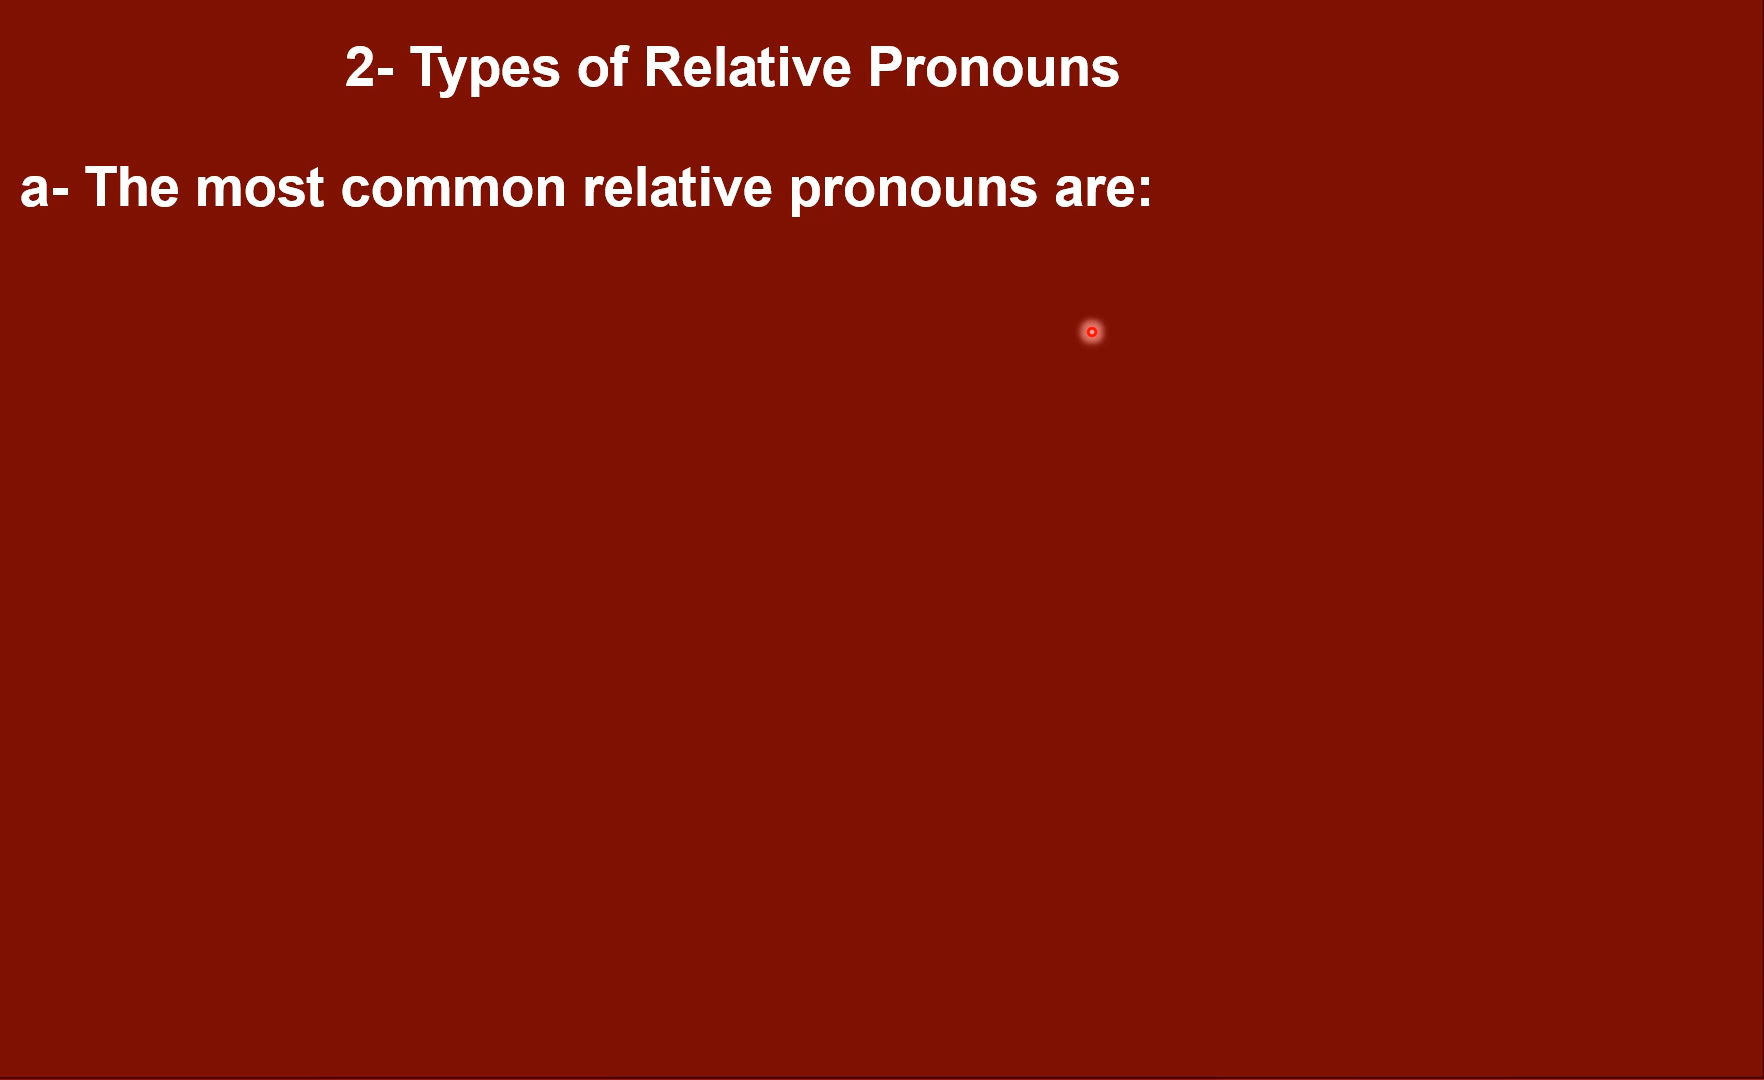 2- Types of Relative Pronouns
a- The most common relative pronouns are: